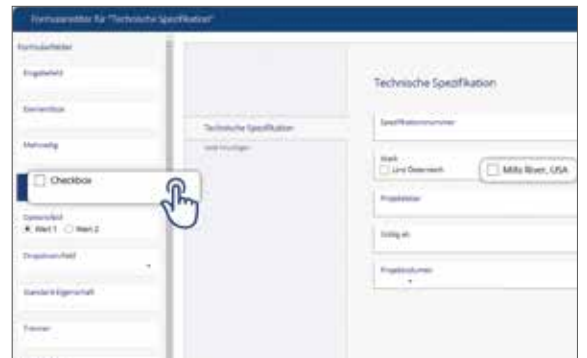 Formulareditor für "Technische Spezifikation"
Formularfelder
Eingabefeld
Mehrzeilig
Checkbox
Optionsfeld
Wert 1 Wert 2
Dropdown-Feld
Standard Eigenschaft
Trenner
Technische Spezifikation
Technische Spezifikation
Spezifikationsnummer
Werk
Linz Österreich
Mills River, USA
Projektleiter
Gültig ab
Projektvolumen